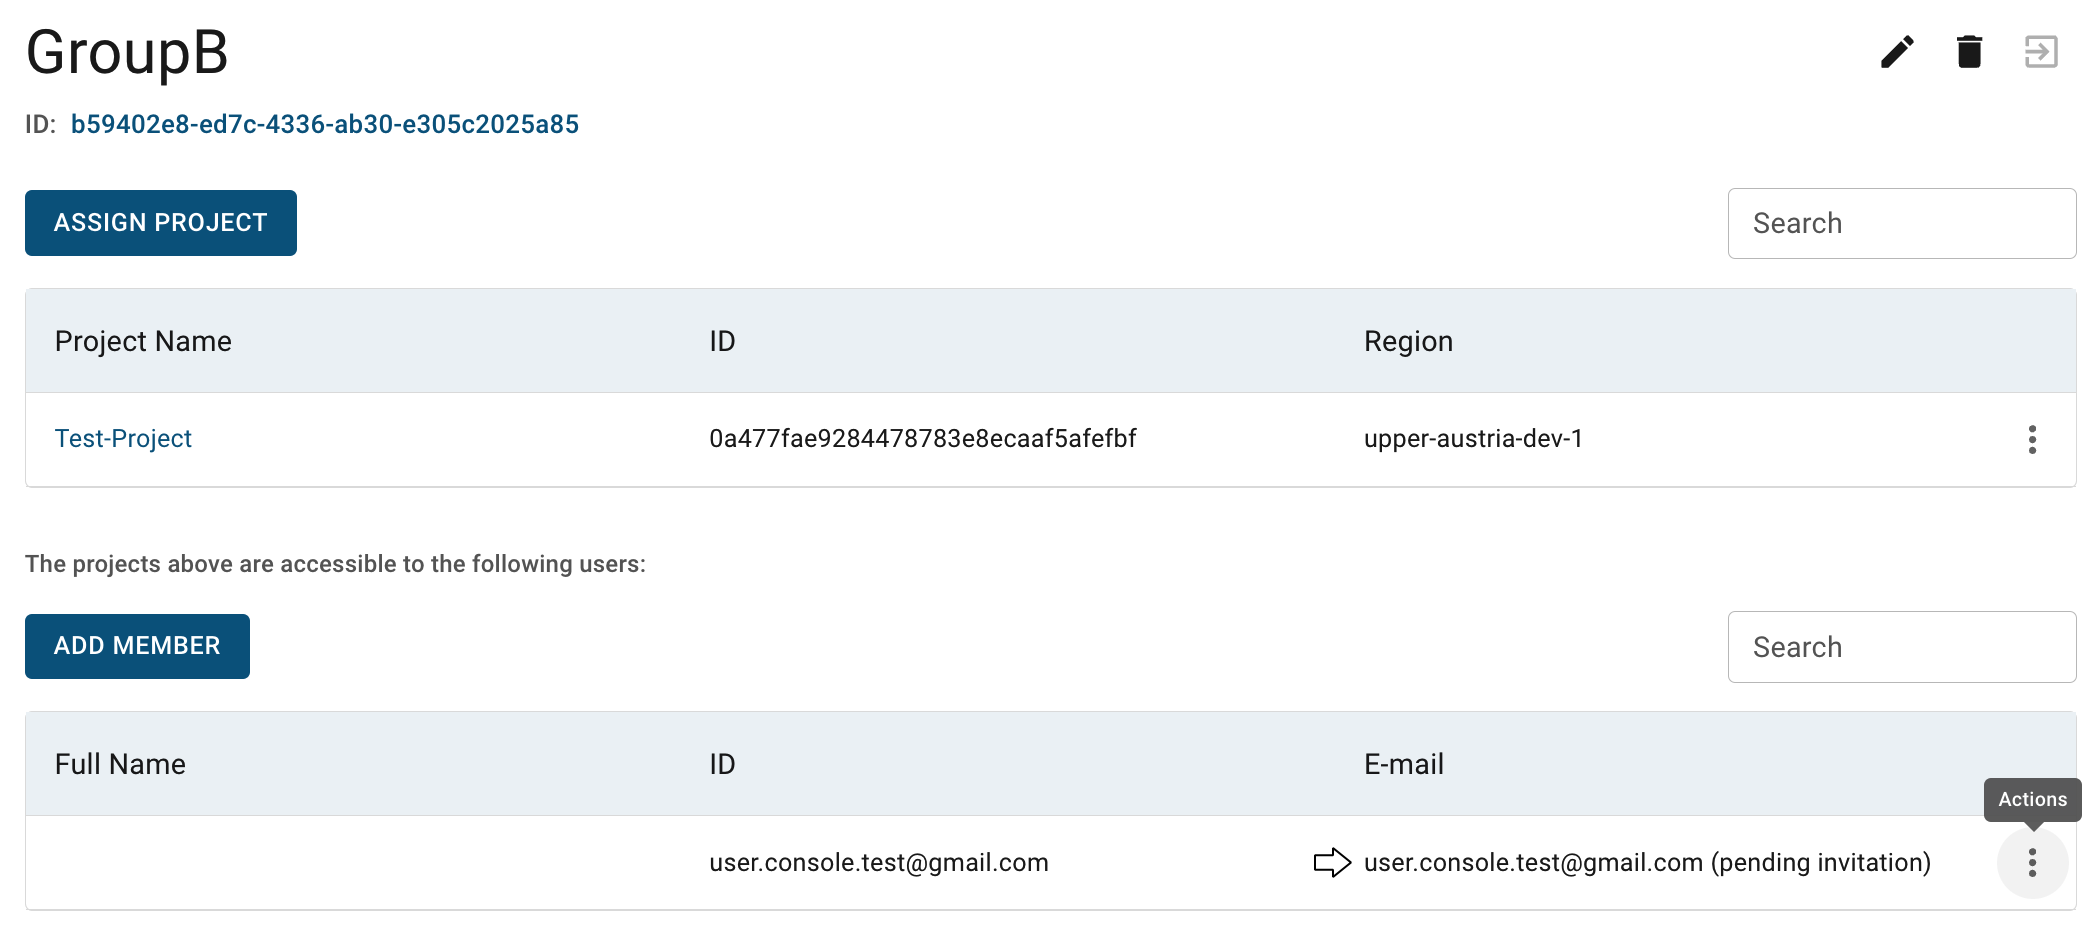 GroupB
ID: b59402e8-ed7c-4336-ab30-e305c2025a85
ASSIGN PROJECT
Search
Project Name ID Region
Test-Project 0a477fae9284478783e8ecaaf5afefbf upper-austria-dev-1
The projects above are accessible to the following users:
ADD MEMBER
Search
Full Name ID E-mail
Actions
user.console.test@gmail.com user.console.test@gmail.com (pending invitation)